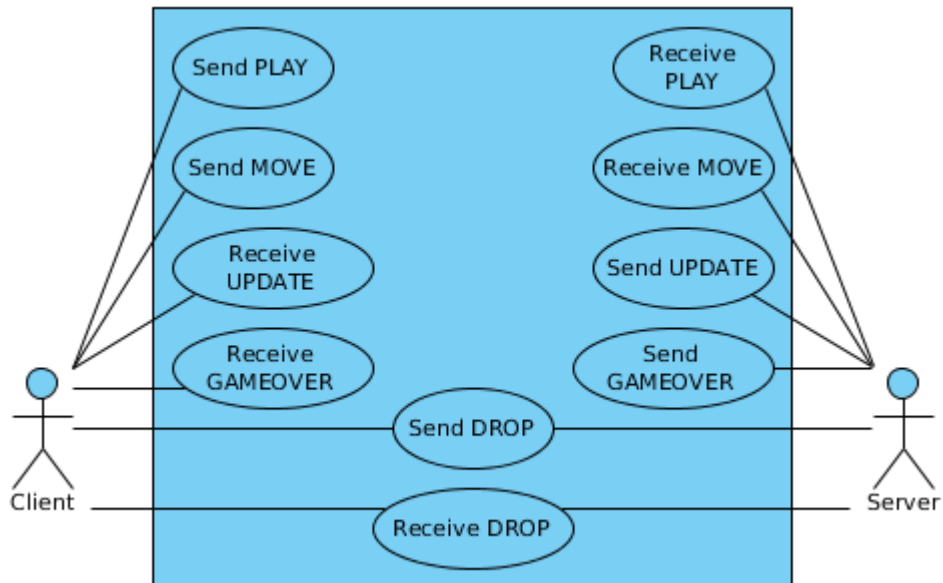 Send PLAY
Receive
PLAY
Send MOVE
Receive MOVE
Receive
UPDATE
Send UPDATE
Receive
GAMEOVER
Send
GAMEOVER
Send DROP
Client
Server
Receive DROP